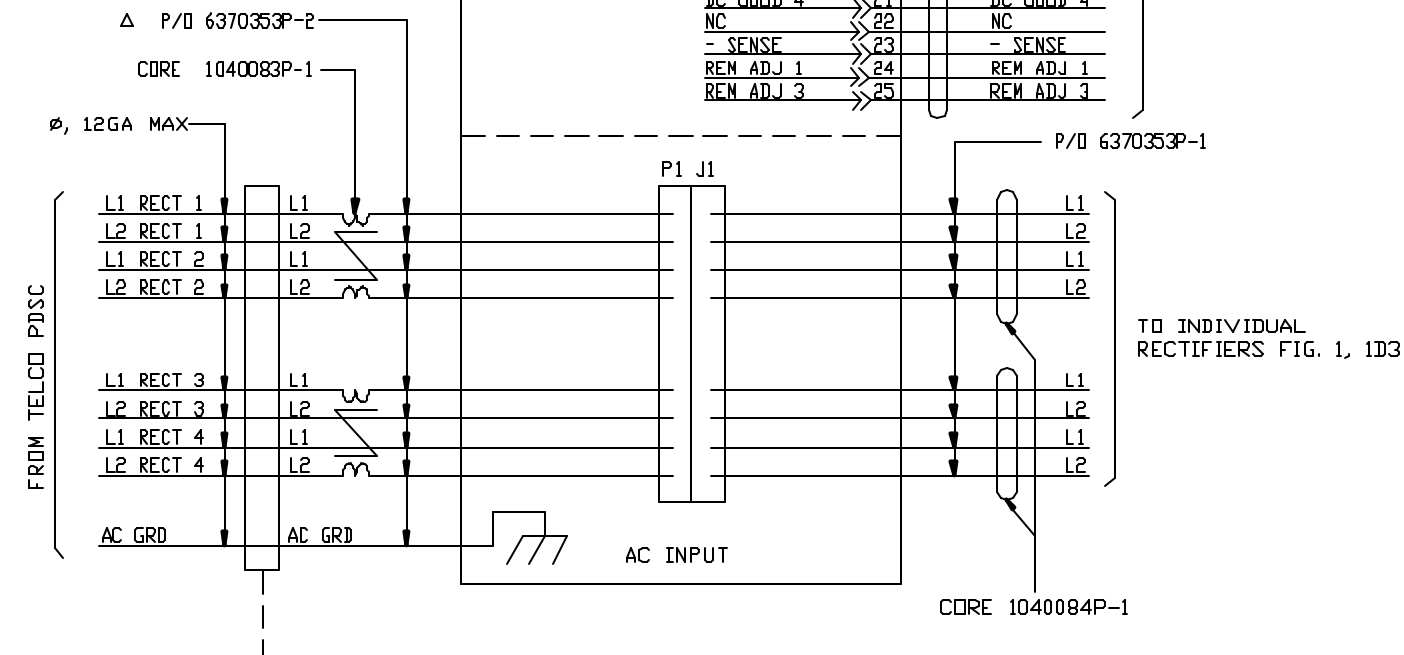 DC GOOD 4 21 DC GOOD 4
Δ P/O 6370353P-2
NC 22 NC
- SENSE 23 - SENSE
CORE 1040083P-1
REM ADJ 1 24 REM ADJ 1
REM ADJ 3 25 REM ADJ 3
Ø, 12GA MAX
P/O 6370353P-1
P1 J1
L1 RECT 1 L1 L1
L2 RECT 1 L2 L2
L1 RECT 2 L1 L1
L2 RECT 2 L2 L2
FROM TELCO PDSC
TO INDIVIDUAL
RECTIFIERS FIG. 1, 1D3
L1 RECT 3 L1 L1
L2 RECT 3 L2 L2
L1 RECT 4 L1 L1
L2 RECT 4 L2 L2
AC GRD AC GRD
AC INPUT
CORE 1040084P-1